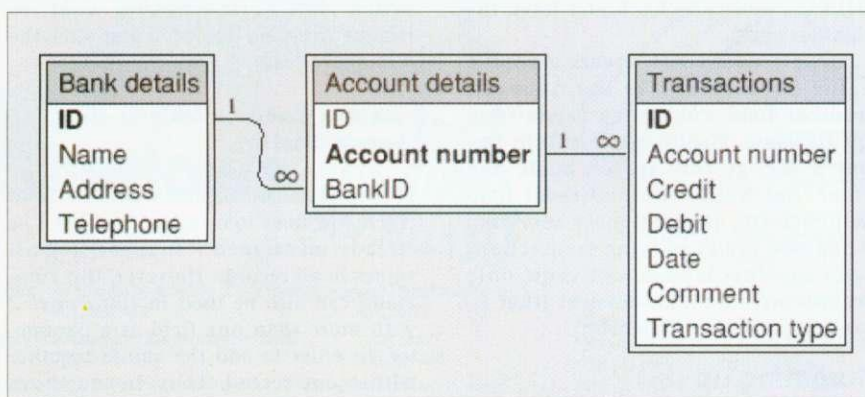 Bank details
ID
Name
Address
Telephone
1
∞
Account details
ID
Account number
BankID
1 ∞
Transactions
ID
Account number
Credit
Debit
Date
Comment
Transaction type